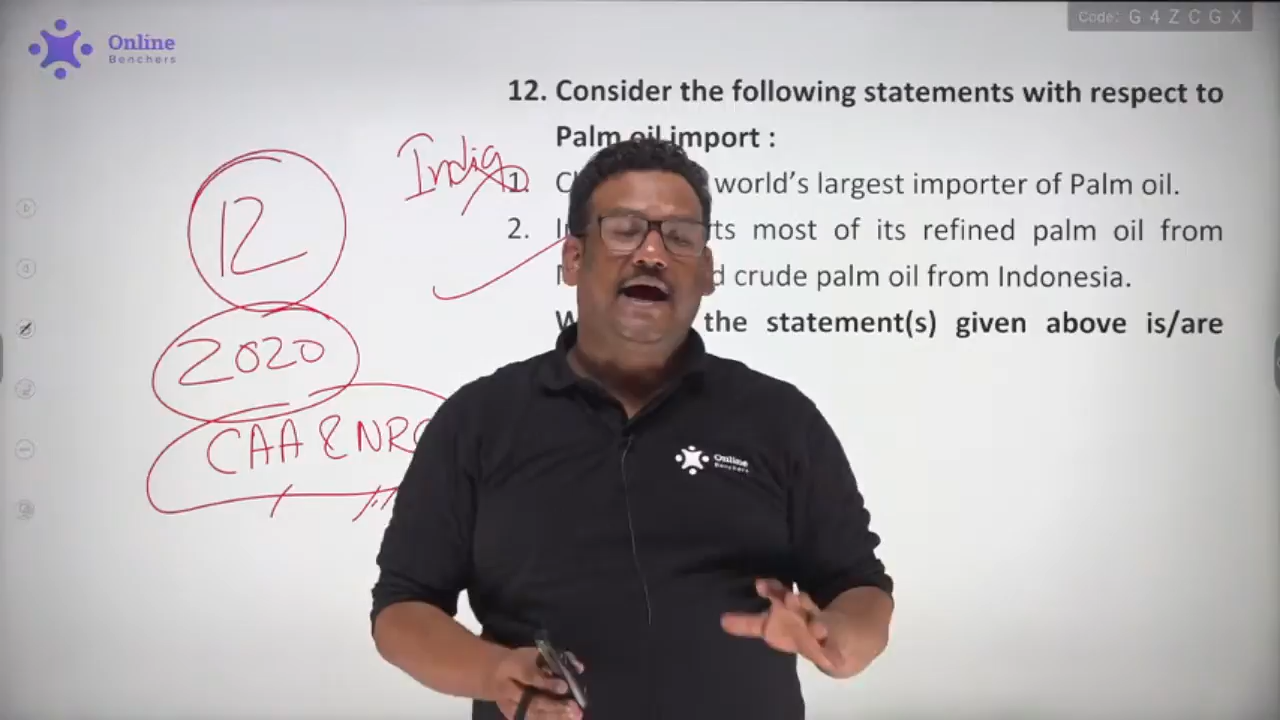 Online
Benchers
Code: G 4 Z C G X
12. Consider the following statements with respect to
Palm oil import :
1. world's largest importer of Palm oil.
2. most of its refined palm oil from
crude palm oil from Indonesia.
the statement(s) given above is/are
India
12
2020
CAA & NRC
Online
Benchers